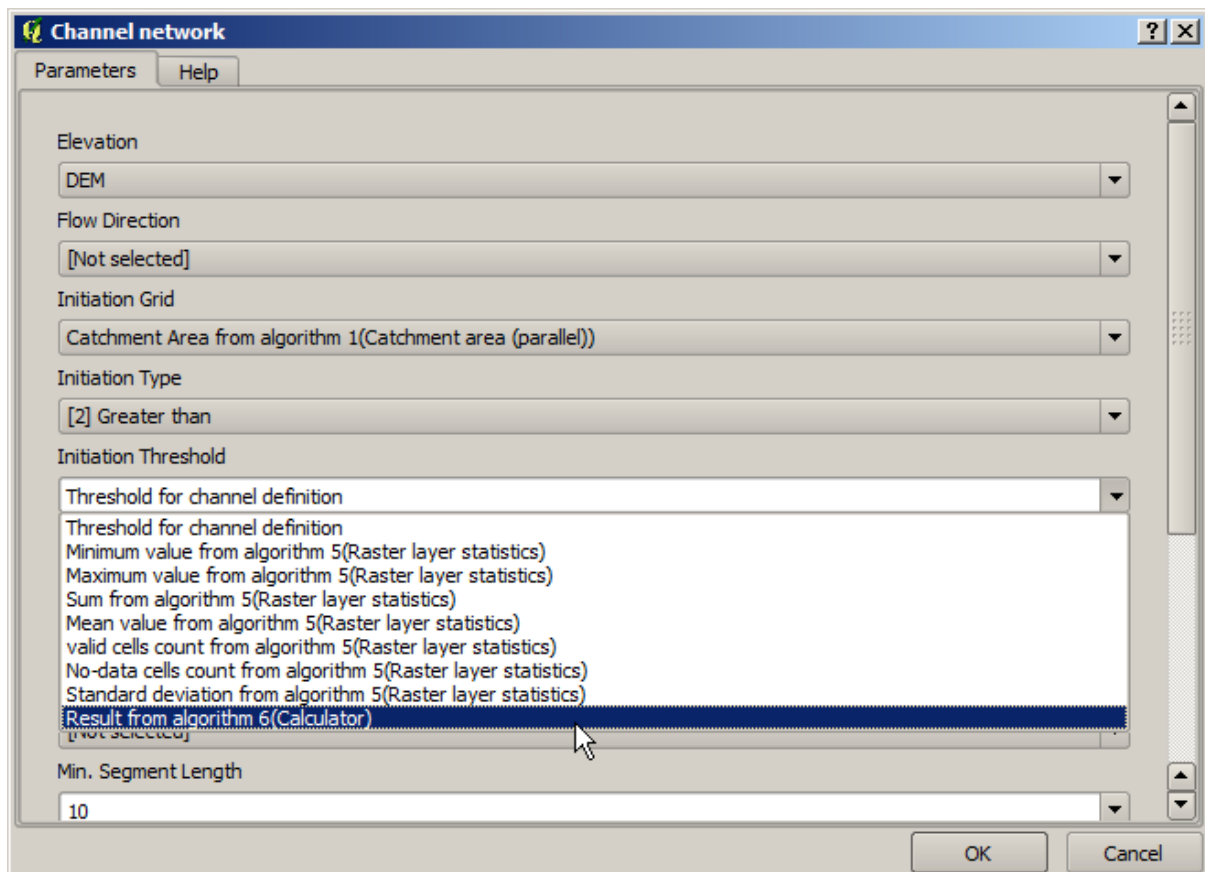 Channel network
Parameters
Help
Elevation
DEM
Flow Direction
[Not selected]
Initiation Grid
Catchment Area from algorithm 1(Catchment area (parallel))
Initiation Type
[2] Greater than
Initiation Threshold
Threshold for channel definition
Threshold for channel definition
Minimum value from algorithm 5(Raster layer statistics)
Maximum value from algorithm 5(Raster layer statistics)
Sum from algorithm 5(Raster layer statistics)
Mean value from algorithm 5(Raster layer statistics)
valid cells count from algorithm 5(Raster layer statistics)
No-data cells count from algorithm 5(Raster layer statistics)
Standard deviation from algorithm 5(Raster layer statistics)
Result from algorithm 6(Calculator)
[Not selected]
Min. Segment Length
10
OK
Cancel